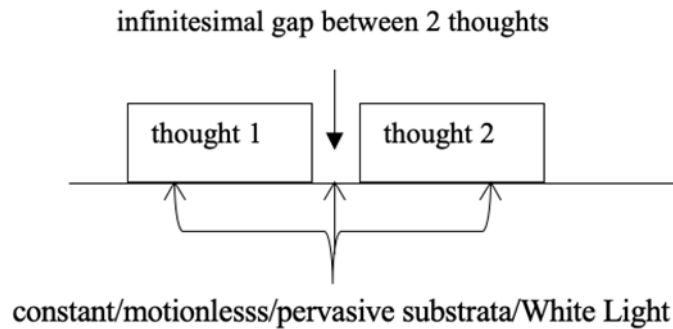 infinitesimal gap between 2 thoughts
thought 1
thought 2
constant/motionlesss/pervasive substrata/White Light